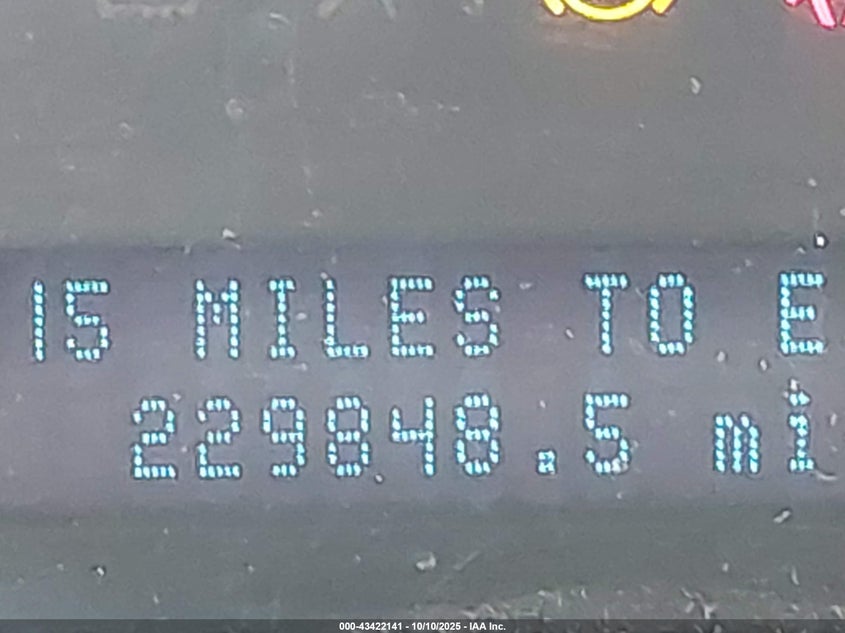 15 MILES TO E
229848.5 mi
000-43422141 - 10/10/2025 - IAA Inc.